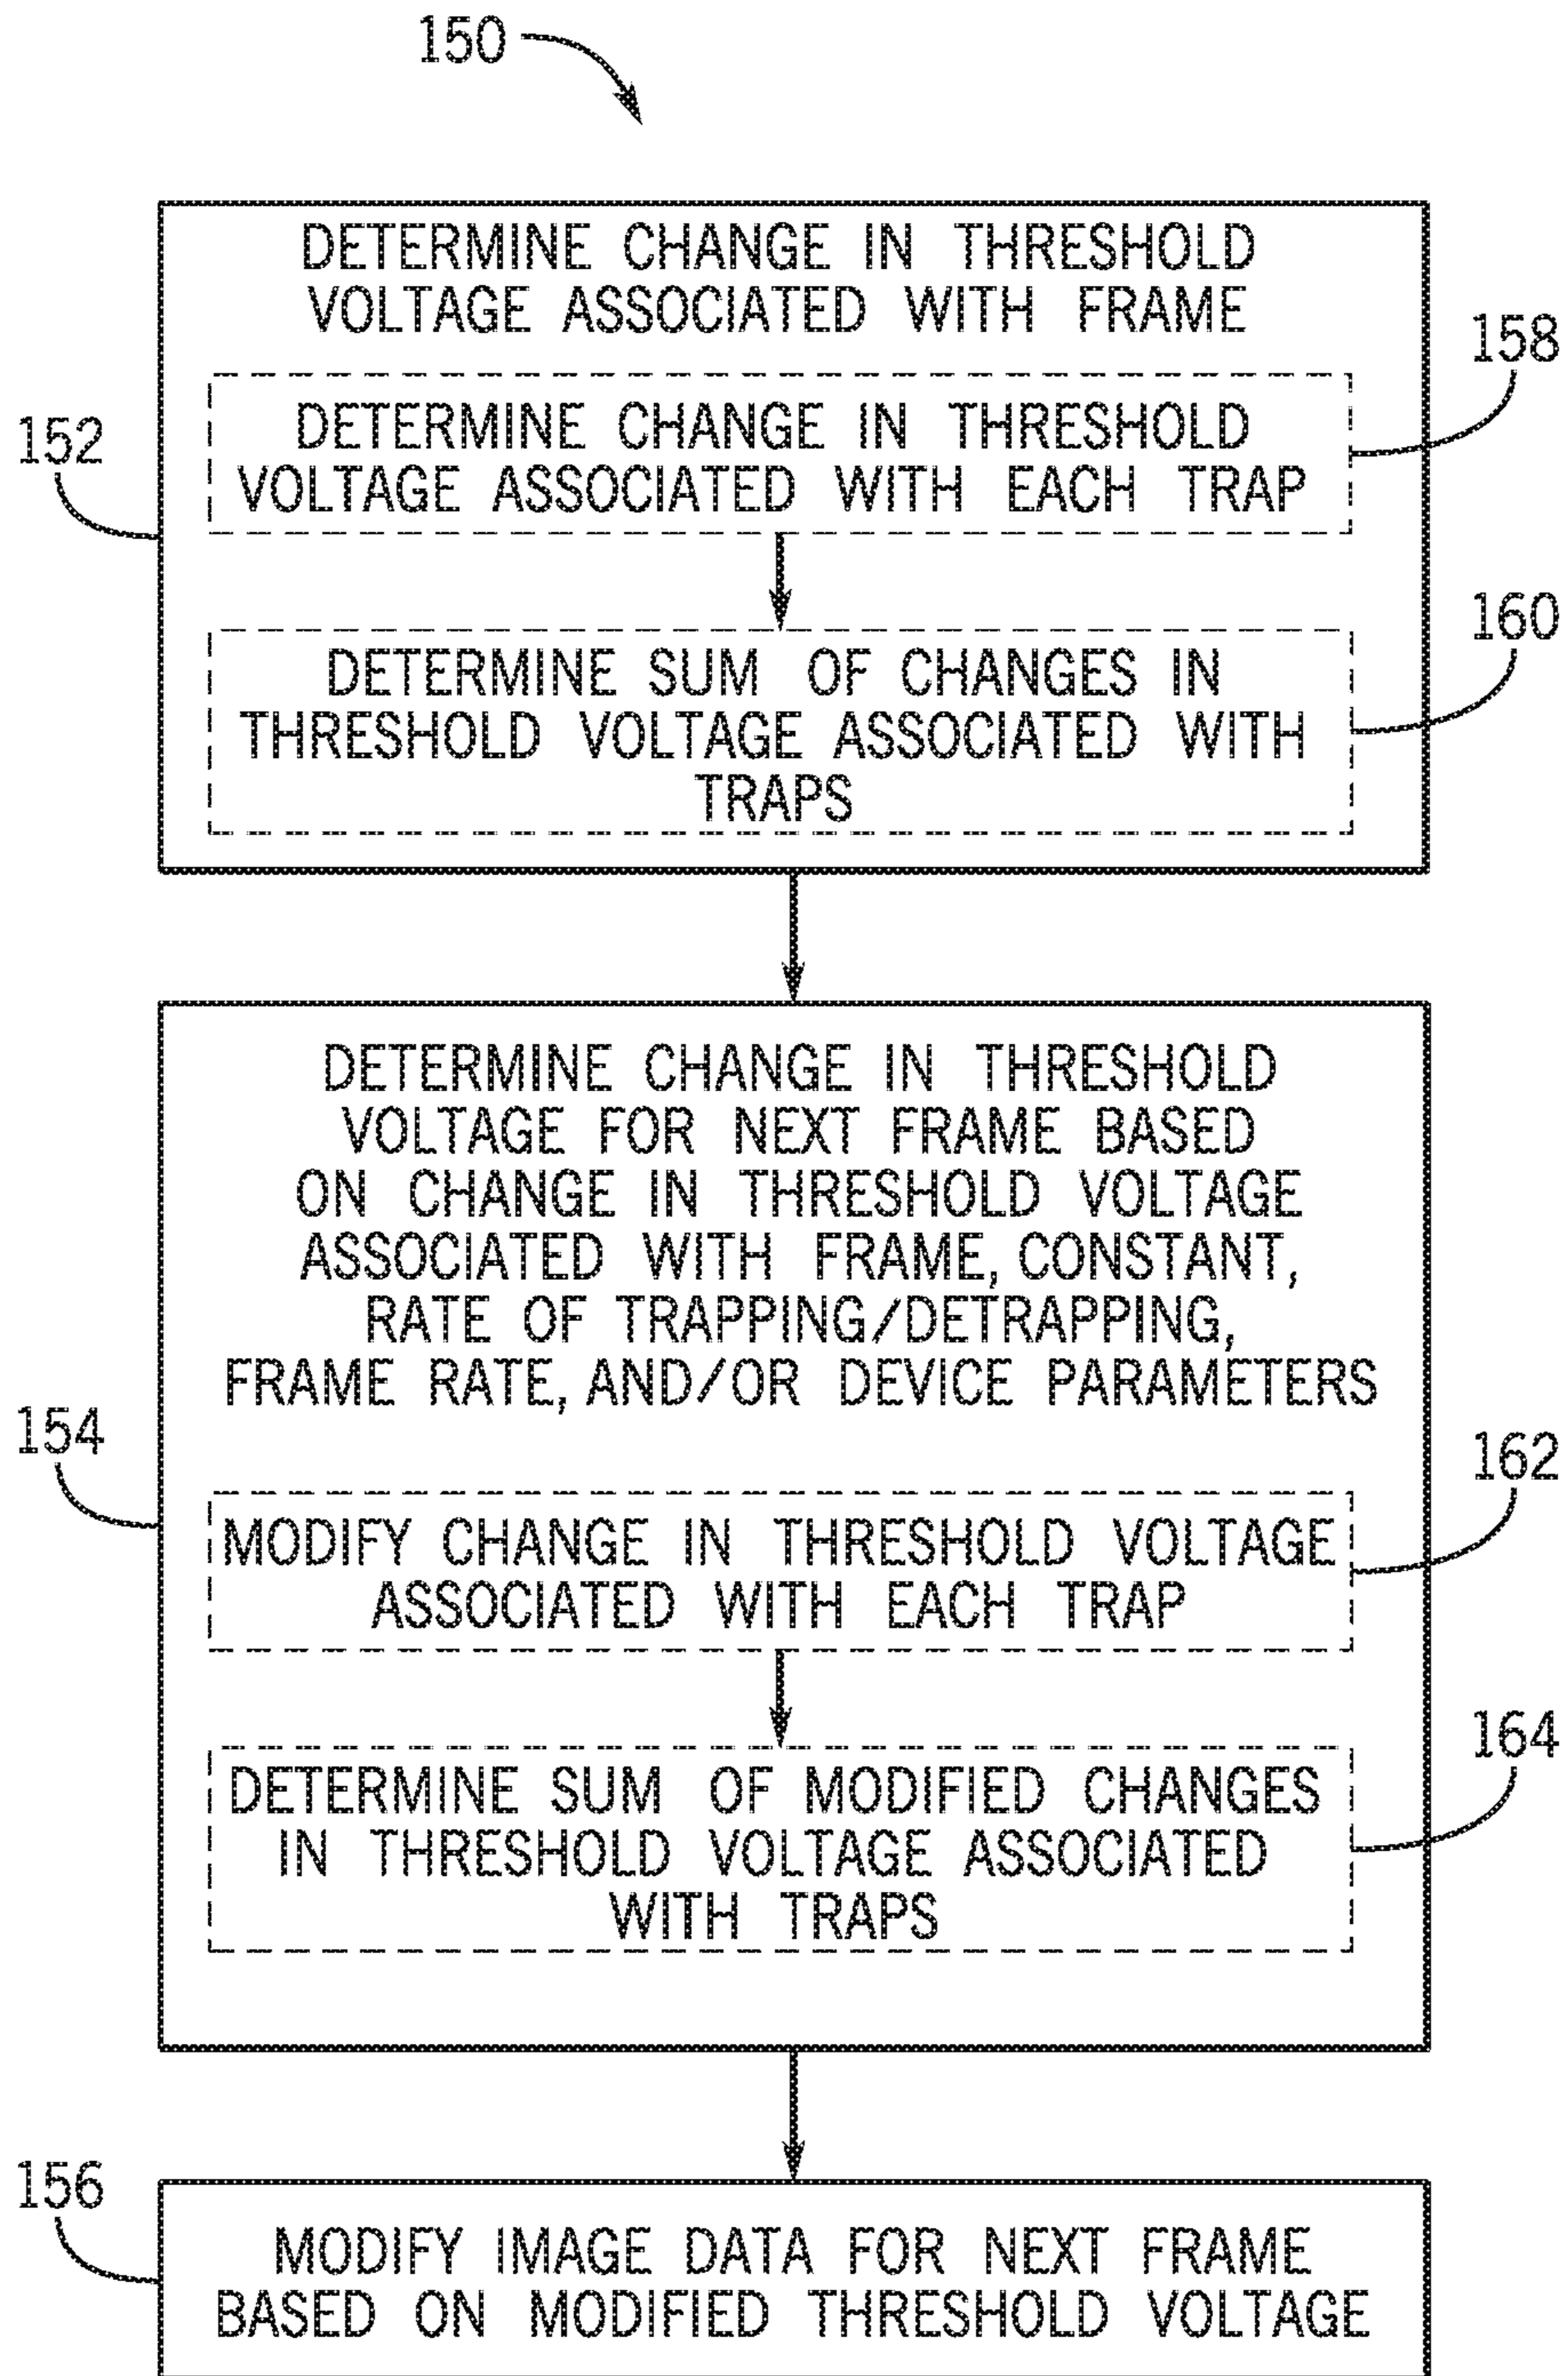 150
DETERMINE CHANGE IN THRESHOLD
VOLTAGE ASSOCIATED WITH FRAME
158
152
DETERMINE CHANGE IN THRESHOLD
VOLTAGE ASSOCIATED WITH EACH TRAP
160
DETERMINE SUM OF CHANGES IN
THRESHOLD VOLTAGE ASSOCIATED WITH
TRAPS
DETERMINE CHANGE IN THRESHOLD
VOLTAGE FOR NEXT FRAME BASED
ON CHANGE IN THRESHOLD VOLTAGE
ASSOCIATED WITH FRAME, CONSTANT,
RATE OF TRAPPING/DETRAPPING,
FRAME RATE, AND/OR DEVICE PARAMETERS
154
162
MODIFY CHANGE IN THRESHOLD VOLTAGE
ASSOCIATED WITH EACH TRAP
164
DETERMINE SUM OF MODIFIED CHANGES
IN THRESHOLD VOLTAGE ASSOCIATED
WITH TRAPS
156
MODIFY IMAGE DATA FOR NEXT FRAME
BASED ON MODIFIED THRESHOLD VOLTAGE